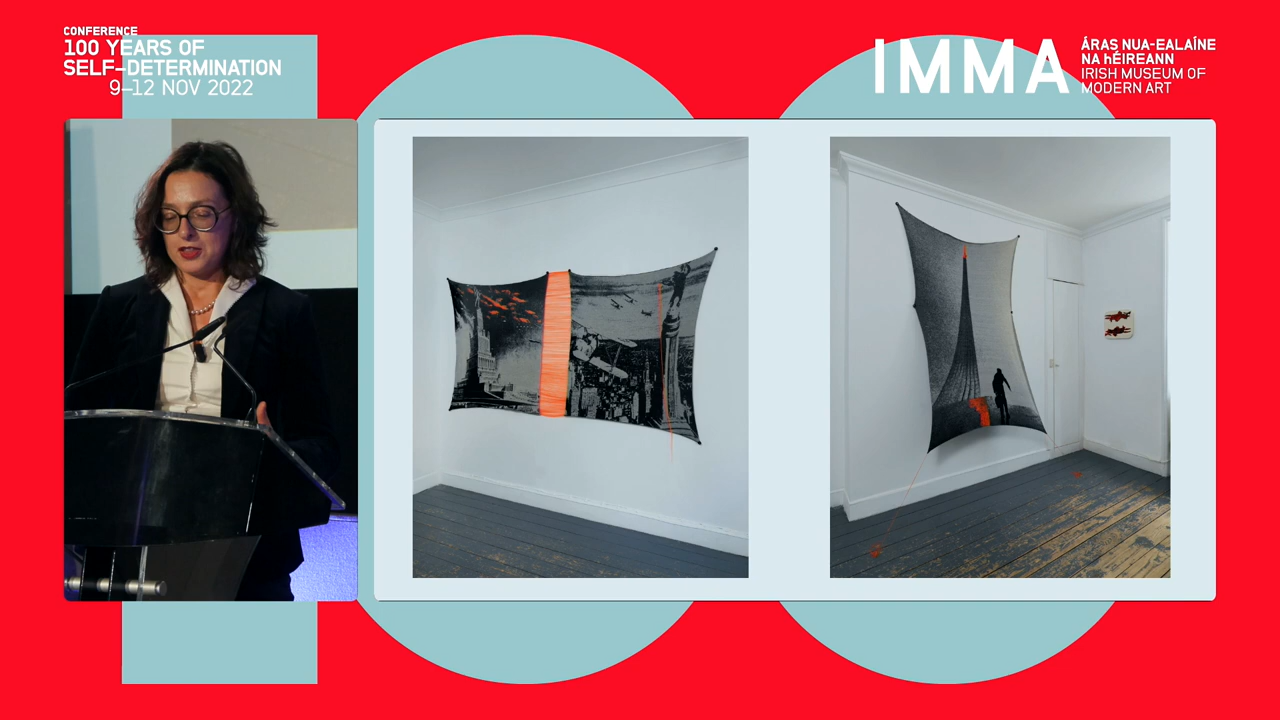 CONFERENCE
100 YEARS OF
SELF–DETERMINATION
9–12 NOV 2022
IMMA
ÁRAS NUA-EALAÍNE
NA hÉIREANN
IRISH MUSEUM OF
MODERN ART